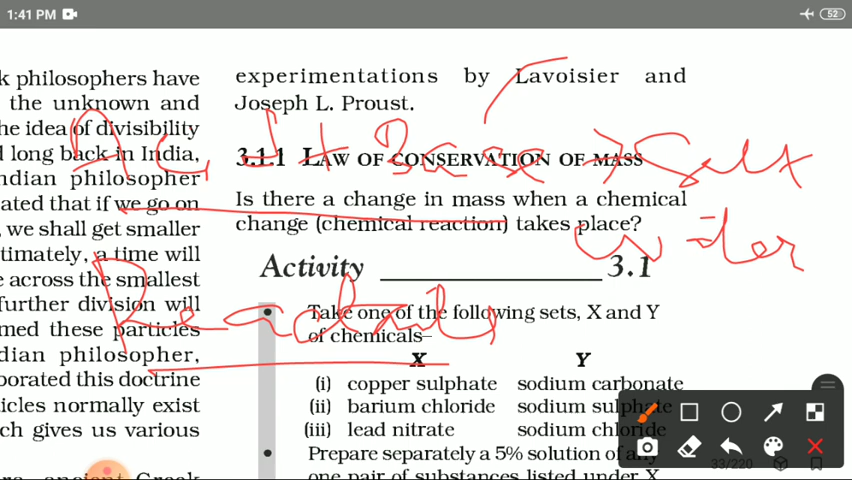 1:41 PM
52
k philosophers have
the unknown and
he idea of divisibility
d long back in India,
ndian philosopher
ated that if we go on
, we shall get smaller
timately, a time will
e across the smallest
further division will
med these particles
dian philosopher,
porated this doctrine
icles normally exist
ch gives us various
experimentations by Lavoisier and
Joseph L. Proust.
3.1.1 LAW OF CONSERVATION OF MASS
Acid + Base → Salt
Is there a change in mass when a chemical
change (chemical reaction) takes place?
Activity ______________ 3.1
Take one of the following sets, X and Y
of chemicals–
X Y
(i) copper sulphate sodium carbonate
(ii) barium chloride sodium sulphate
(iii) lead nitrate sodium chloride
Prepare separately a 5% solution of any
one pair of substances listed under X
33/220